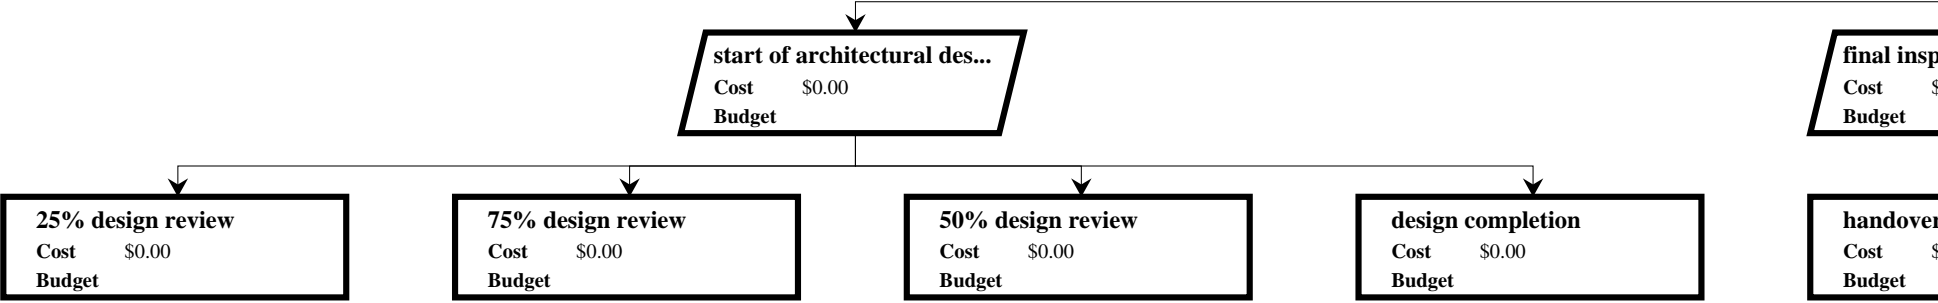 start of architectural des...
Cost $0.00
Budget
final insp
Cost $
Budget
25% design review
Cost $0.00
Budget
75% design review
Cost $0.00
Budget
50% design review
Cost $0.00
Budget
design completion
Cost $0.00
Budget
handover
Cost $
Budget